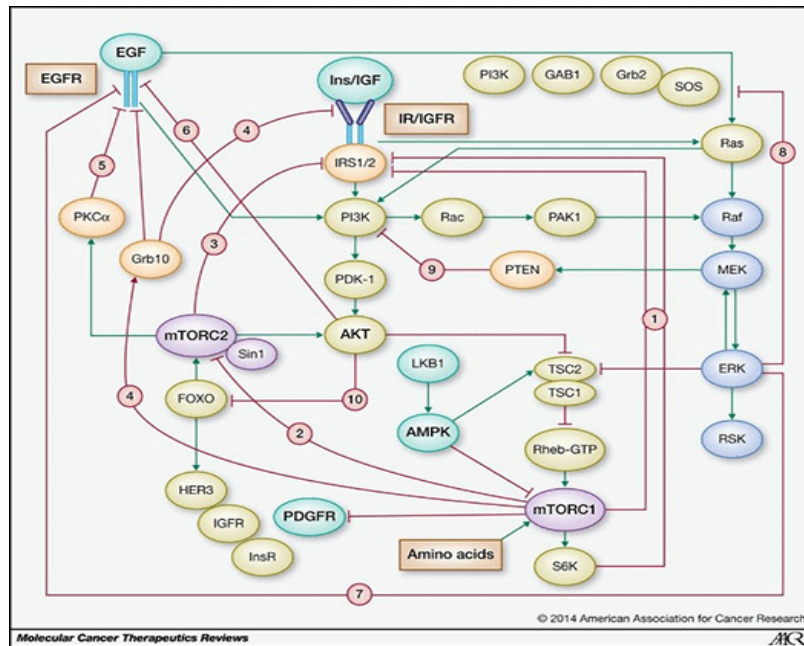 EGF
EGFR
Ins/IGF
PI3K
GAB1
Grb2
SOS
6
4
IR/IGFR
8
5
IRS1/2
Ras
PKCα
Grb10
3
PI3K
Rac
PAK1
Raf
9
PTEN
MEK
PDK-1
1
mTORC2
Sin1
AKT
LKB1
TSC2
TSC1
ERK
4
FOXO
10
2
AMPK
Rheb-GTP
RSK
HER3
IGFR
InsR
PDGFR
mTORC1
Amino acids
S6K
7
© 2014 American Association for Cancer Research
Molecular Cancer Therapeutics Reviews